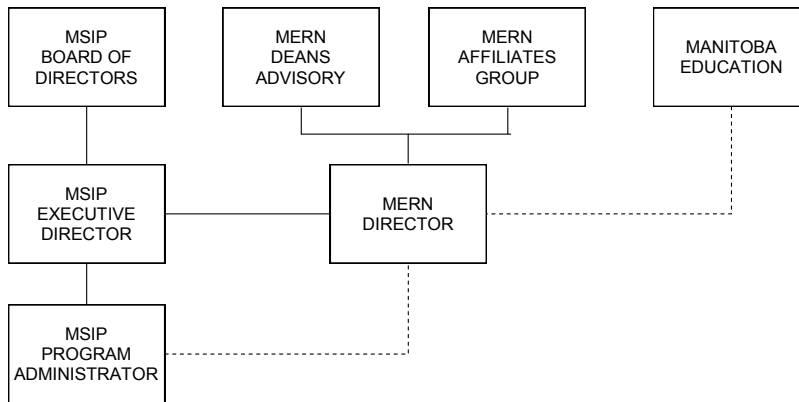 MSIP
BOARD OF
DIRECTORS
MERN
DEANS
ADVISORY
MERN
AFFILIATES
GROUP
MANITOBA
EDUCATION
MSIP
EXECUTIVE
DIRECTOR
MERN
DIRECTOR
MSIP
PROGRAM
ADMINISTRATOR